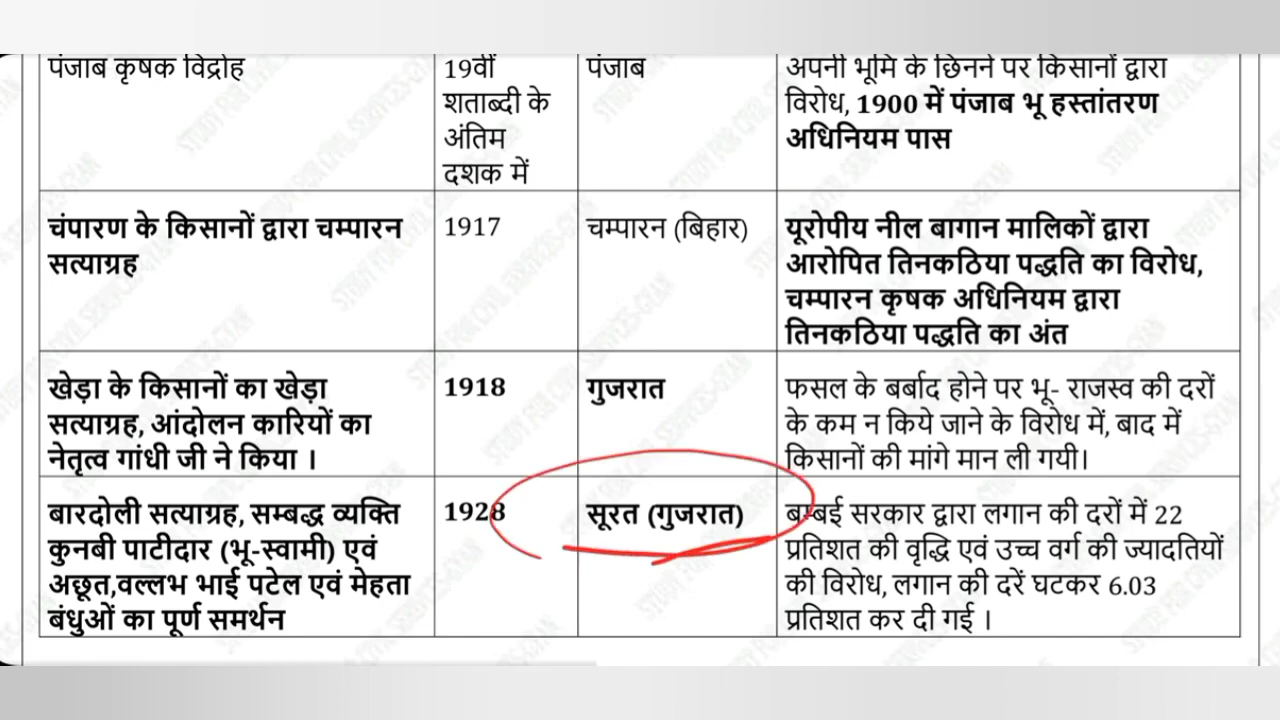 पंजाब कृषक विद्रोह
19वीं
शताब्दी के
अंतिम
दशक में
पंजाब
अपनी भूमि के छिनने पर किसानों द्वारा
विरोध, 1900 में पंजाब भू हस्तांतरण
अधिनियम पास
चंपारण के किसानों द्वारा चम्पारन
सत्याग्रह
1917
चम्पारन (बिहार)
यूरोपीय नील बागान मालिकों द्वारा
आरोपित तिनकठिया पद्धति का विरोध,
चम्पारन कृषक अधिनियम द्वारा
तिनकठिया पद्धति का अंत
खेड़ा के किसानों का खेड़ा
सत्याग्रह, आंदोलन कारियों का
नेतृत्व गांधी जी ने किया ।
1918
गुजरात
फसल के बर्बाद होने पर भू- राजस्व की दरों
के कम न किये जाने के विरोध में, बाद में
किसानों की मांगे मान ली गयी।
बारदोली सत्याग्रह, सम्बद्ध व्यक्ति
कुनबी पाटीदार (भू-स्वामी) एवं
अछूत,वल्लभ भाई पटेल एवं मेहता
बंधुओं का पूर्ण समर्थन
1928
सूरत (गुजरात)
बम्बई सरकार द्वारा लगान की दरों में 22
प्रतिशत की वृद्धि एवं उच्च वर्ग की ज्यादतियों
की विरोध, लगान की दरें घटकर 6.03
प्रतिशत कर दी गई ।